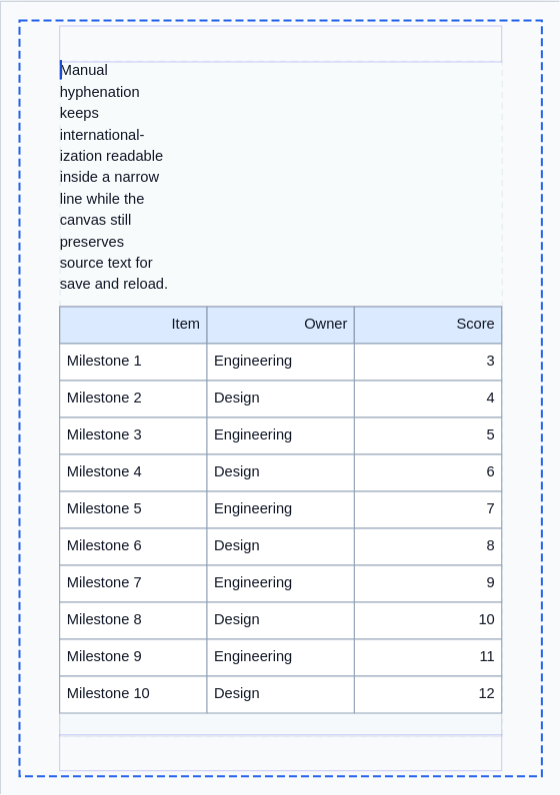 Manual
hyphenation
keeps
international-
ization readable
inside a narrow
line while the
canvas still
preserves
source text for
save and reload.
Item Owner Score
Milestone 1 Engineering 3
Milestone 2 Design 4
Milestone 3 Engineering 5
Milestone 4 Design 6
Milestone 5 Engineering 7
Milestone 6 Design 8
Milestone 7 Engineering 9
Milestone 8 Design 10
Milestone 9 Engineering 11
Milestone 10 Design 12